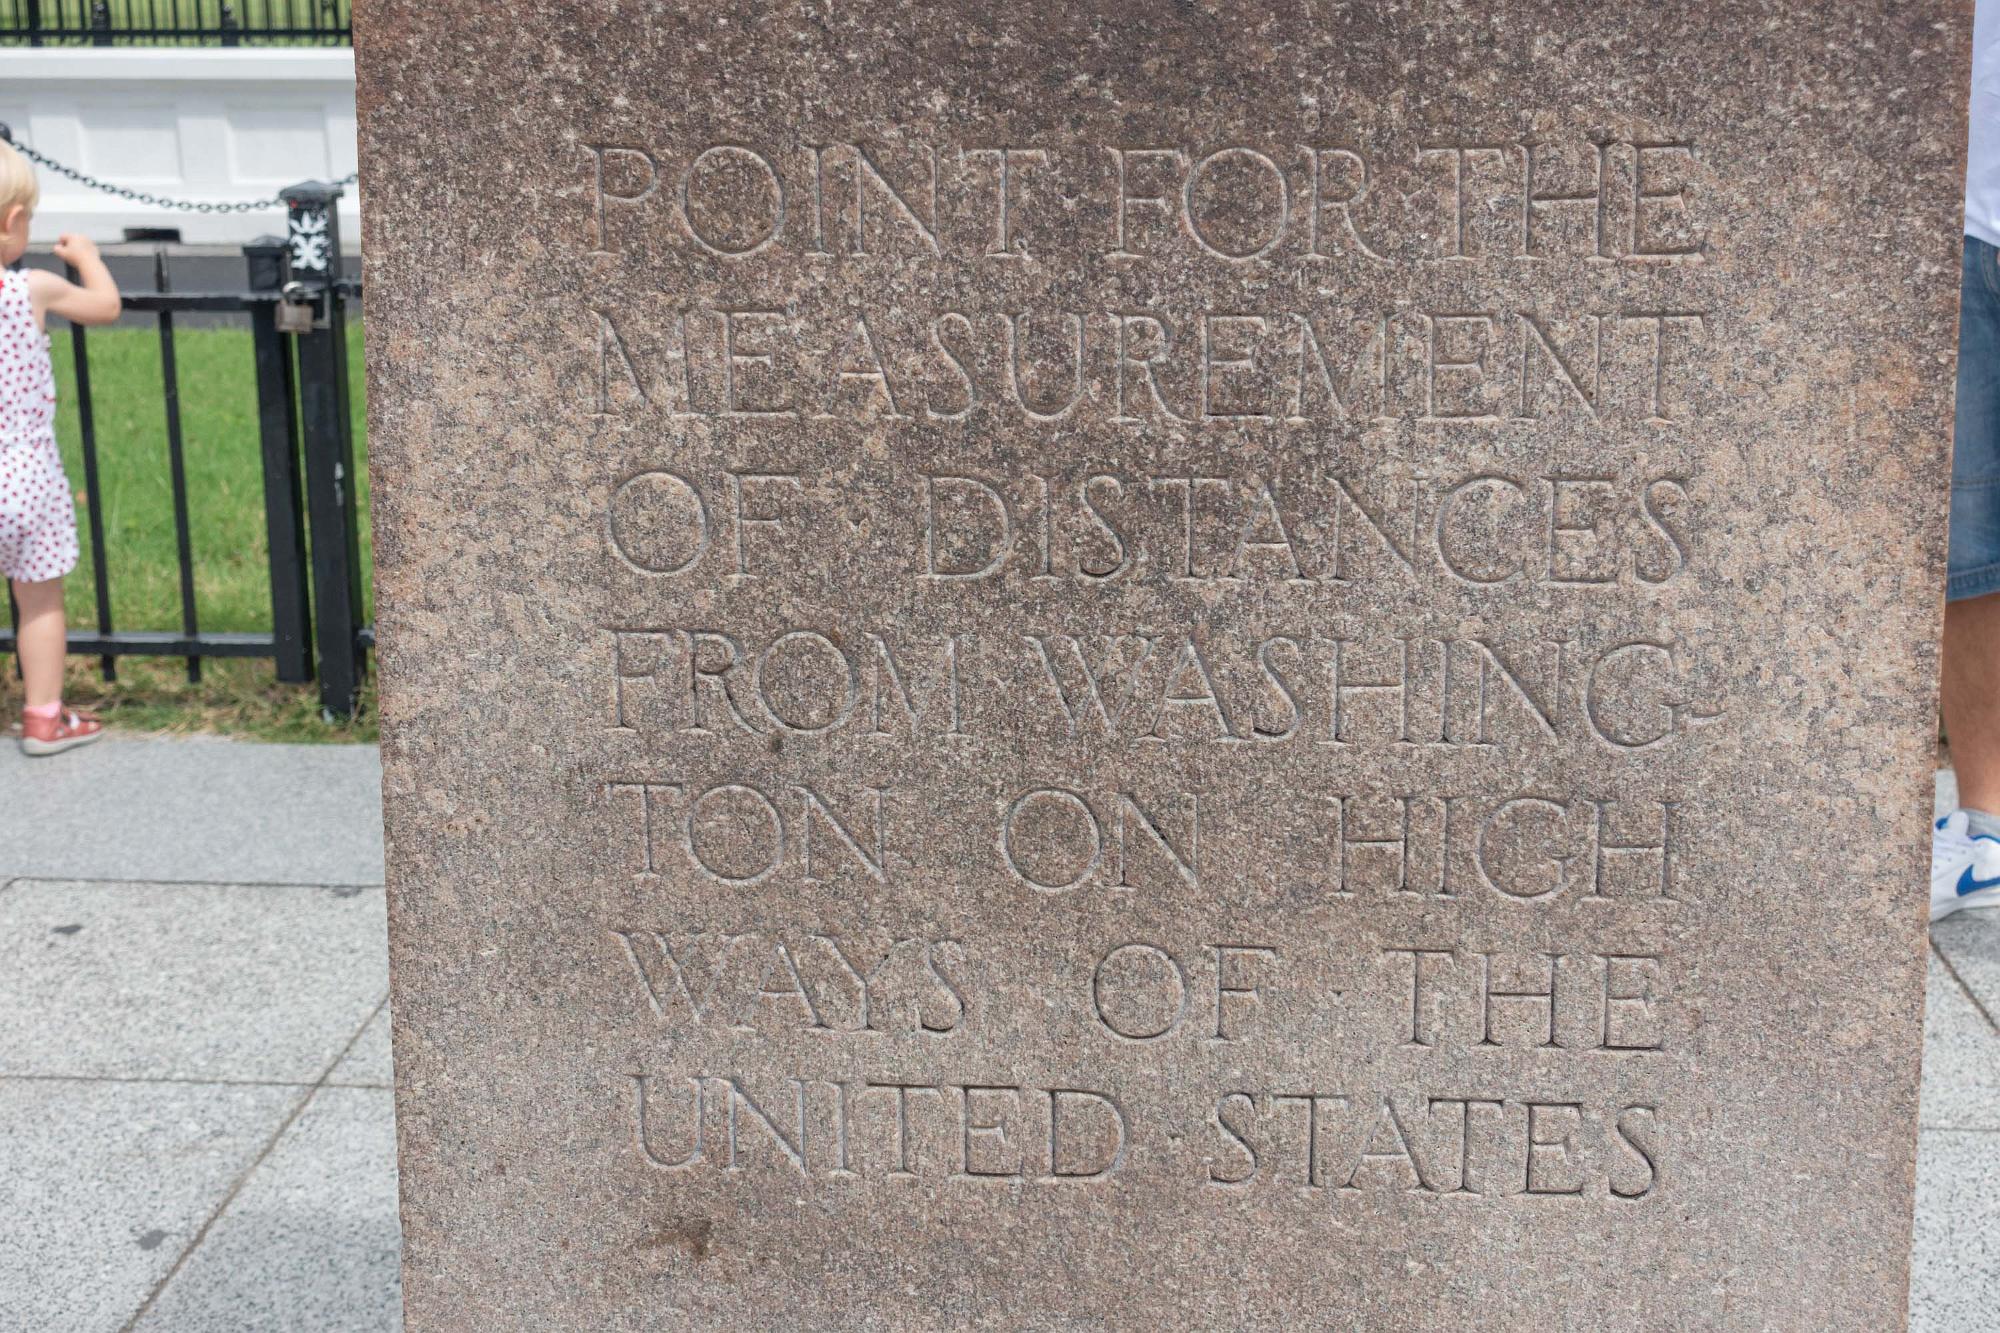 POINT·FOR·THE
MEASUREMENT
OF · DISTANCES
FROM·WASHING-
TON ON HIGH
WAYS OF · THE
UNITED·STATES